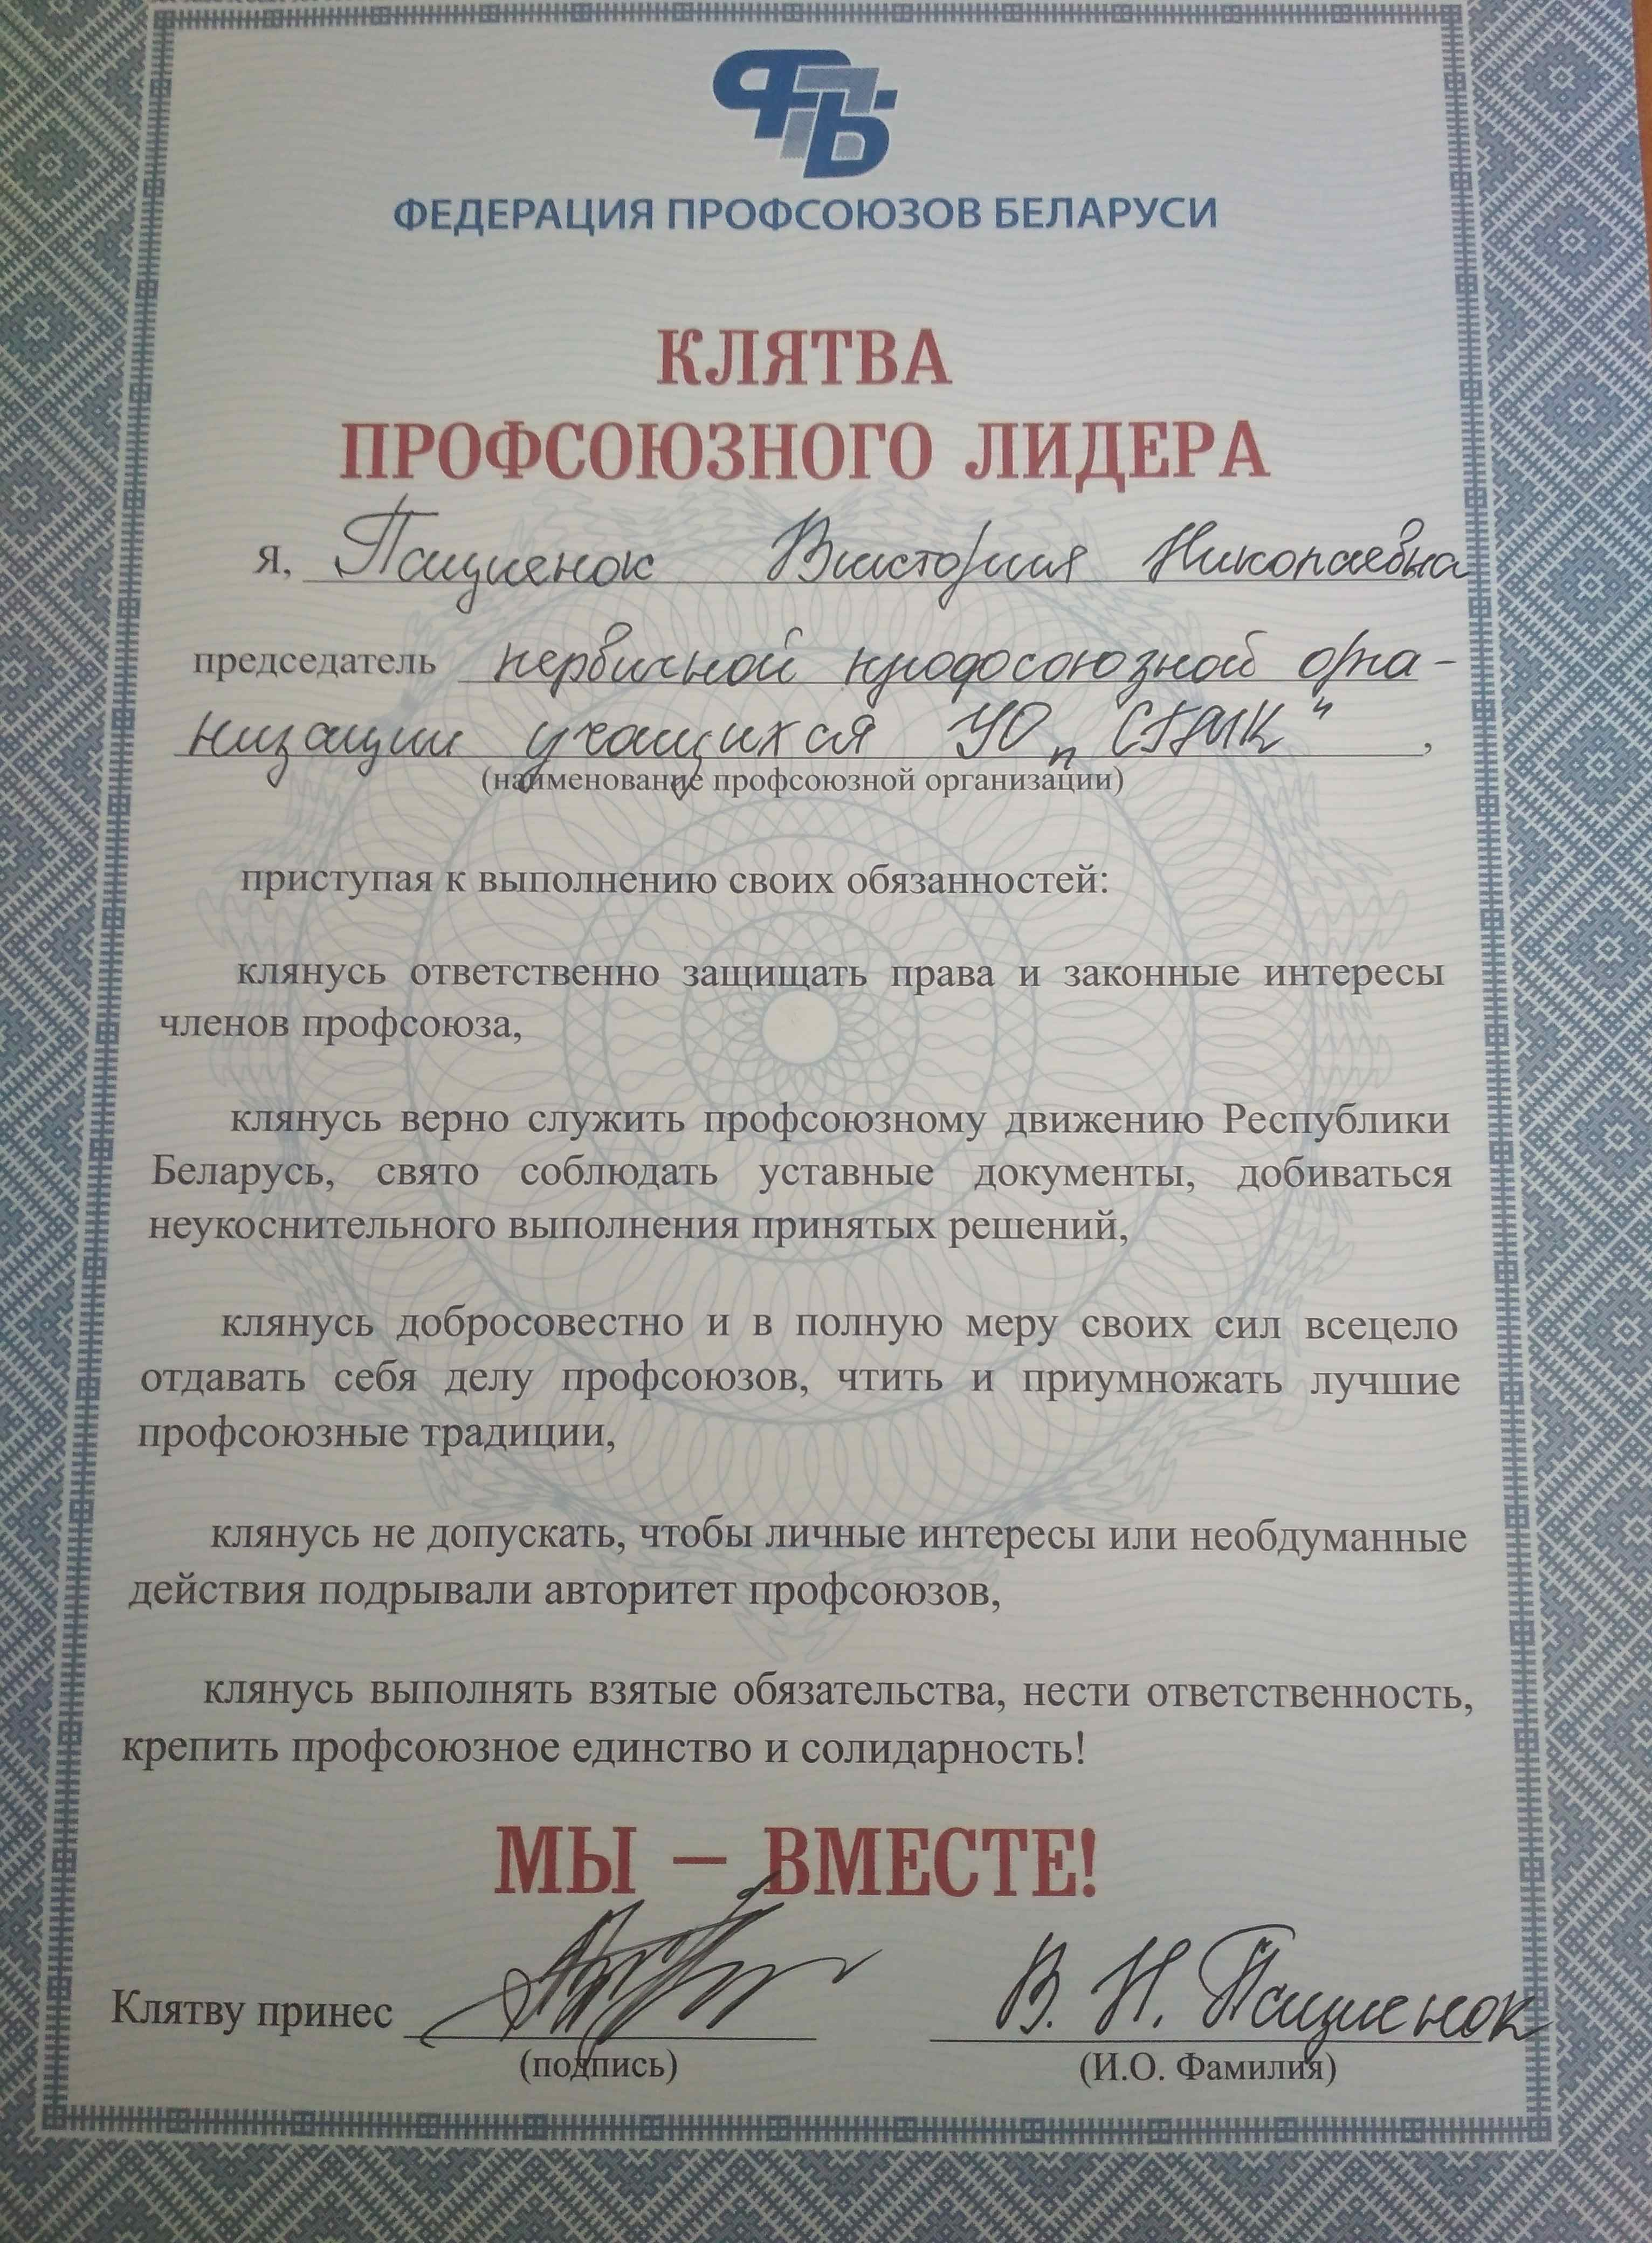 ФПБ
ФЕДЕРАЦИЯ ПРОФСОЮЗОВ БЕЛАРУСИ
КЛЯТВА
ПРОФСОЮЗНОГО ЛИДЕРА
Я, Пациенок Виктория Николаевна
председатель первичной профсоюзной орга-
низации учащихся УО „
(наименование профсоюзной организации)
приступая к выполнению своих обязанностей:
клянусь ответственно защищать права и законные интересы
членов профсоюза,
клянусь верно служить профсоюзному движению Республики
Беларусь, свято соблюдать уставные документы, добиваться
неукоснительного выполнения принятых решений,
клянусь добросовестно и в полную меру своих сил всецело
отдавать себя делу профсоюзов, чтить и приумножать лучшие
профсоюзные традиции,
клянусь не допускать, чтобы личные интересы или необдуманные
действия подрывали авторитет профсоюзов,
клянусь выполнять взятые обязательства, нести ответственность,
крепить профсоюзное единство и солидарность!
МЫ – ВМЕСТЕ!
Клятву принес В. Н. Пациенок
(подпись) (И.О. Фамилия)